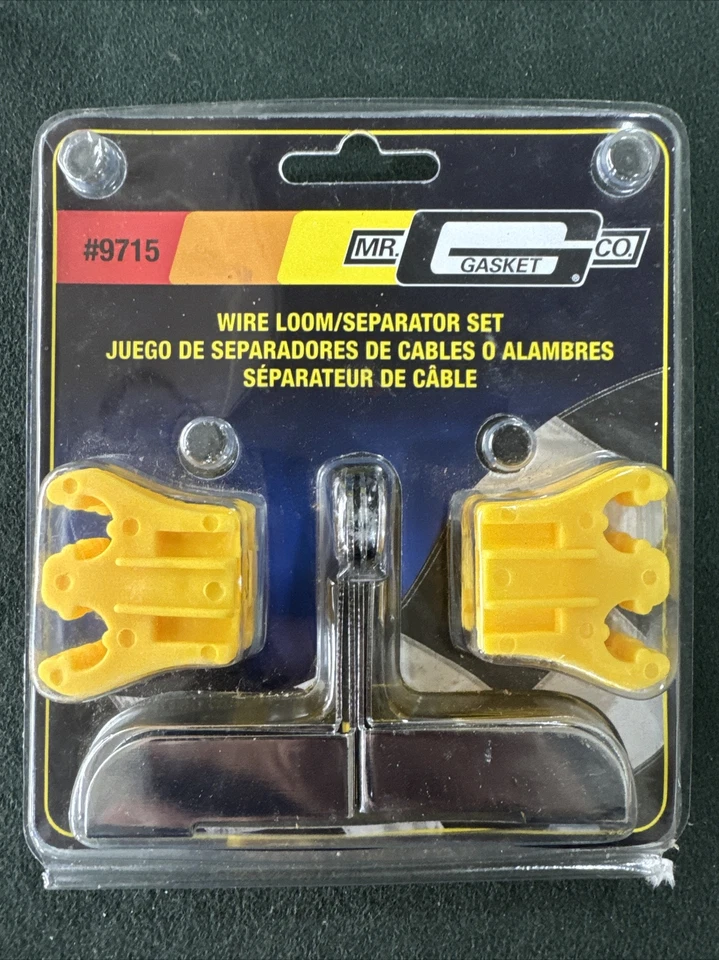 #9715
MR. GASKET CO.
WIRE LOOM/SEPARATOR SET
JUEGO DE SEPARADORES DE CABLES O ALAMBRES
SÉPARATEUR DE CÂBLE